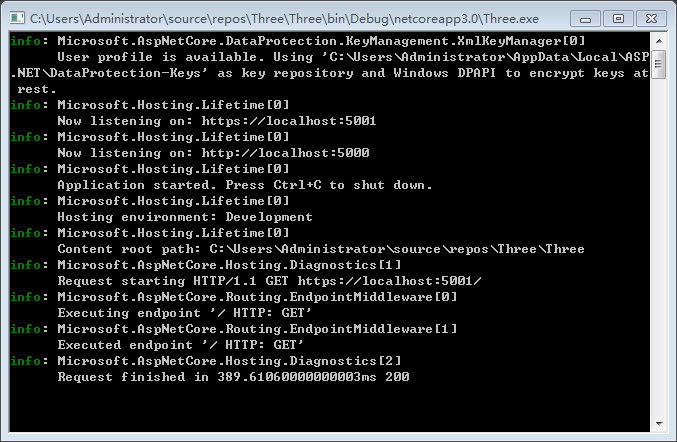 C:\Users\Administrator\source\repos\Three\Three\bin\Debug\netcoreapp3.0\Three.exe
info: Microsoft.AspNetCore.DataProtection.KeyManagement.XmlKeyManager[0]
      User profile is available. Using 'C:\Users\Administrator\AppData\Local\ASP
.NET\DataProtection-Keys' as key repository and Windows DPAPI to encrypt keys at
 rest.
info: Microsoft.Hosting.Lifetime[0]
      Now listening on: https://localhost:5001
info: Microsoft.Hosting.Lifetime[0]
      Now listening on: http://localhost:5000
info: Microsoft.Hosting.Lifetime[0]
      Application started. Press Ctrl+C to shut down.
info: Microsoft.Hosting.Lifetime[0]
      Hosting environment: Development
info: Microsoft.Hosting.Lifetime[0]
      Content root path: C:\Users\Administrator\source\repos\Three\Three
info: Microsoft.AspNetCore.Hosting.Diagnostics[1]
      Request starting HTTP/1.1 GET https://localhost:5001/
info: Microsoft.AspNetCore.Routing.EndpointMiddleware[0]
      Executing endpoint '/ HTTP: GET'
info: Microsoft.AspNetCore.Routing.EndpointMiddleware[1]
      Executed endpoint '/ HTTP: GET'
info: Microsoft.AspNetCore.Hosting.Diagnostics[2]
      Request finished in 389.61060000000003ms 200